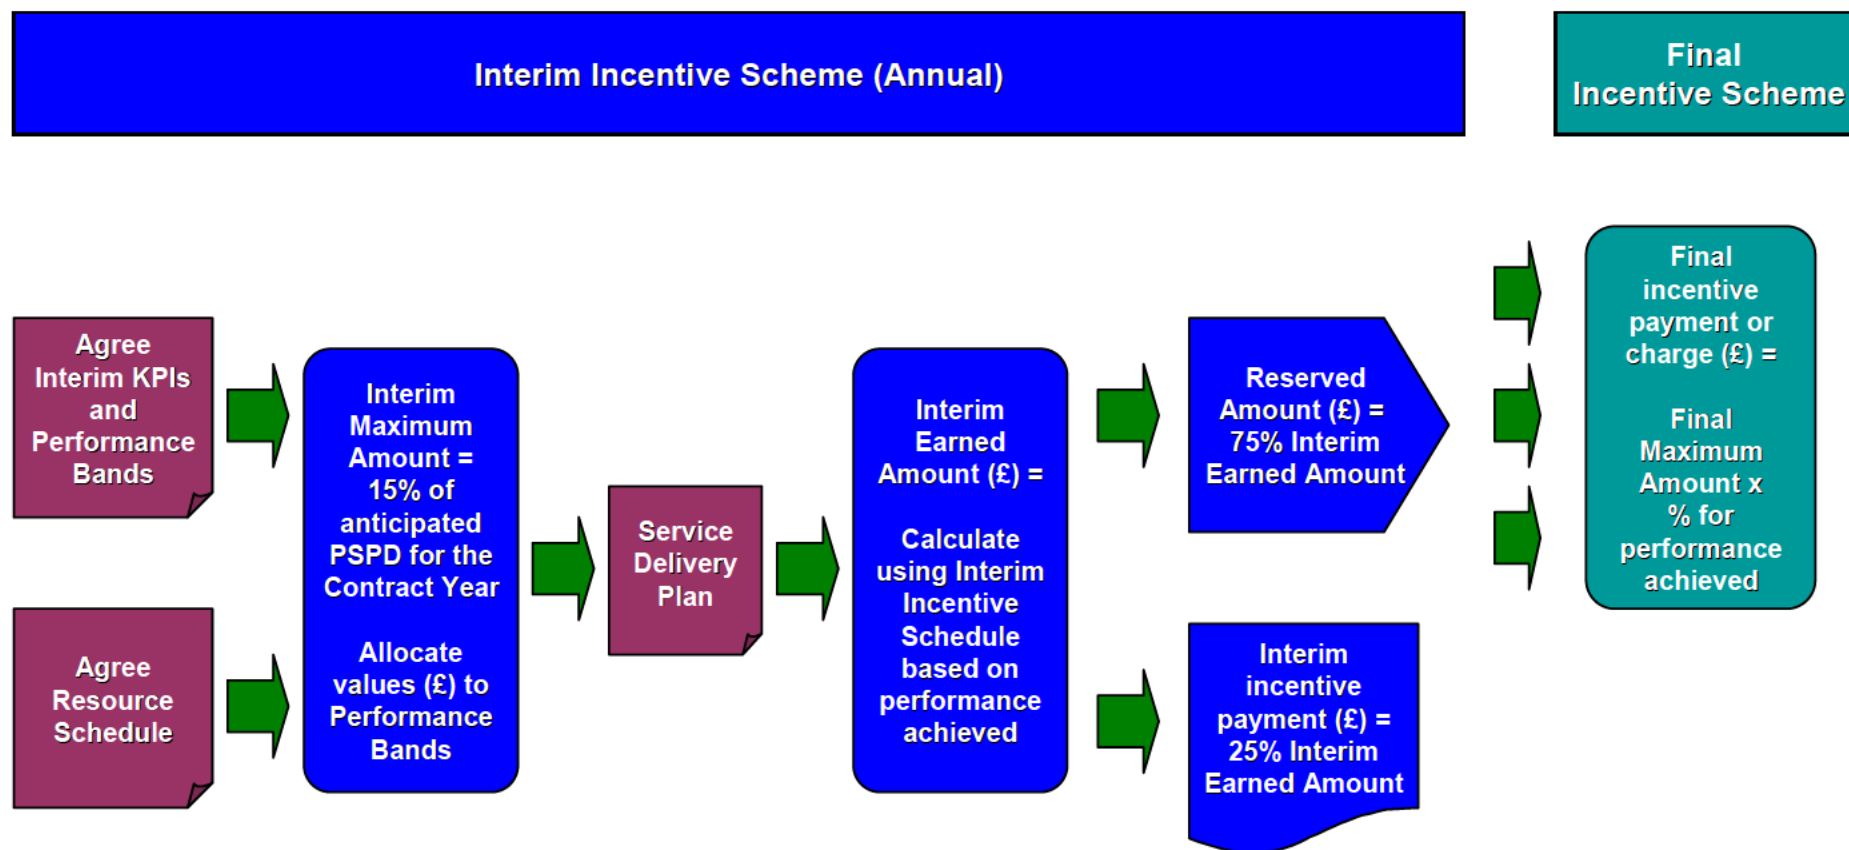 Interim Incentive Scheme (Annual)
Final
Incentive Scheme
Agree
Interim KPIs
and
Performance
Bands
Agree
Resource
Schedule
Interim
Maximum
Amount =
15% of
anticipated
PSPD for the
Contract Year
Allocate
values (£) to
Performance
Bands
Service
Delivery
Plan
Interim
Earned
Amount (£) =
Calculate
using Interim
Incentive
Schedule
based on
performance
achieved
Reserved
Amount (£) =
75% Interim
Earned Amount
Interim
incentive
payment (£) =
25% Interim
Earned Amount
Final
incentive
payment or
charge (£) =
Final
Maximum
Amount x
% for
performance
achieved